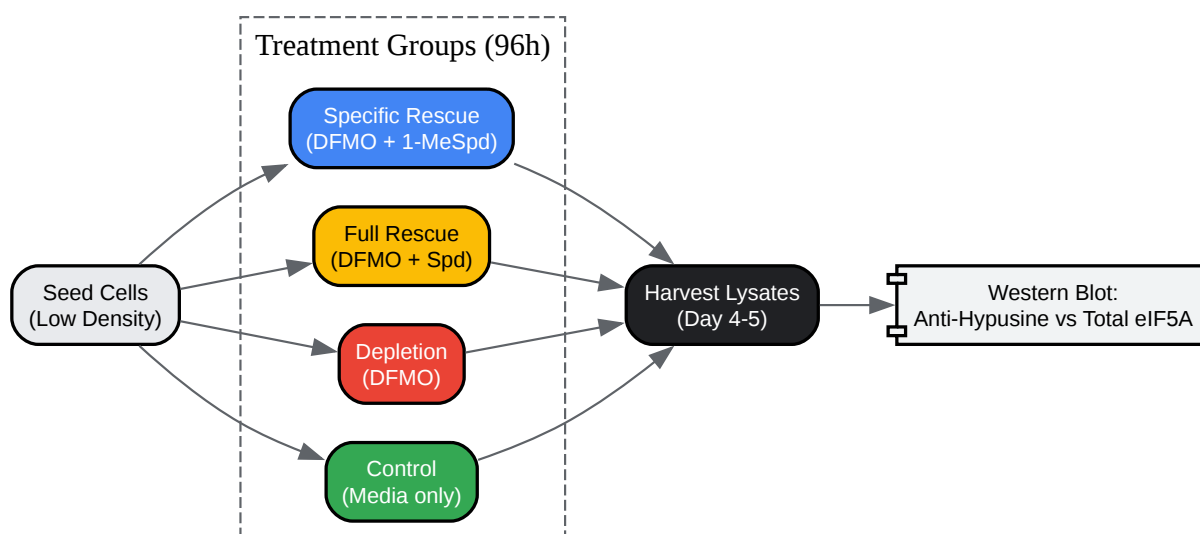 Treatment Groups (96h)
Specific Rescue
(DFMO + 1-MeSpd)
Full Rescue
(DFMO + Spd)
Seed Cells
(Low Density)
Harvest Lysates
(Day 4-5)
Western Blot:
Anti-Hypusine vs Total eIF5A
Depletion
(DFMO)
Control
(Media only)